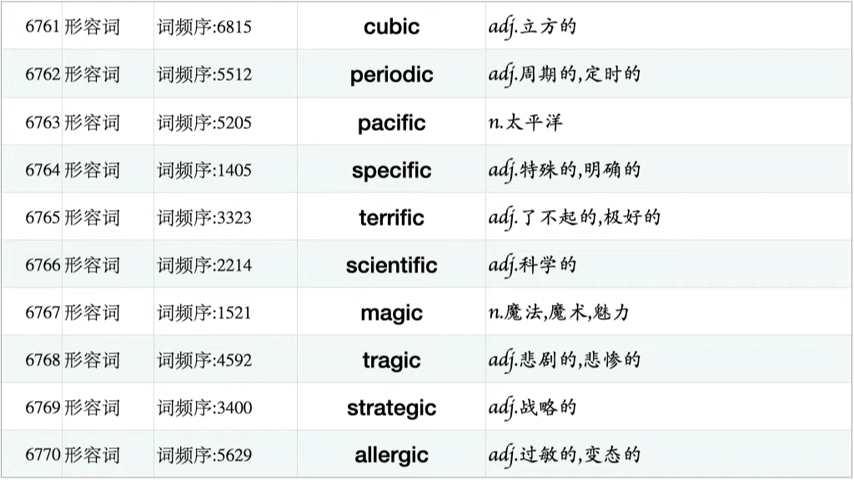 6761 形容词 词频序:6815 cubic adj.立方的
6762 形容词 词频序:5512 periodic adj.周期的,定时的
6763 形容词 词频序:5205 pacific n.太平洋
6764 形容词 词频序:1405 specific adj.特殊的,明确的
6765 形容词 词频序:3323 terrific adj.了不起的,极好的
6766 形容词 词频序:2214 scientific adj.科学的
6767 形容词 词频序:1521 magic n.魔法,魔术,魅力
6768 形容词 词频序:4592 tragic adj.悲剧的,悲惨的
6769 形容词 词频序:3400 strategic adj.战略的
6770 形容词 词频序:5629 allergic adj.过敏的,变态的